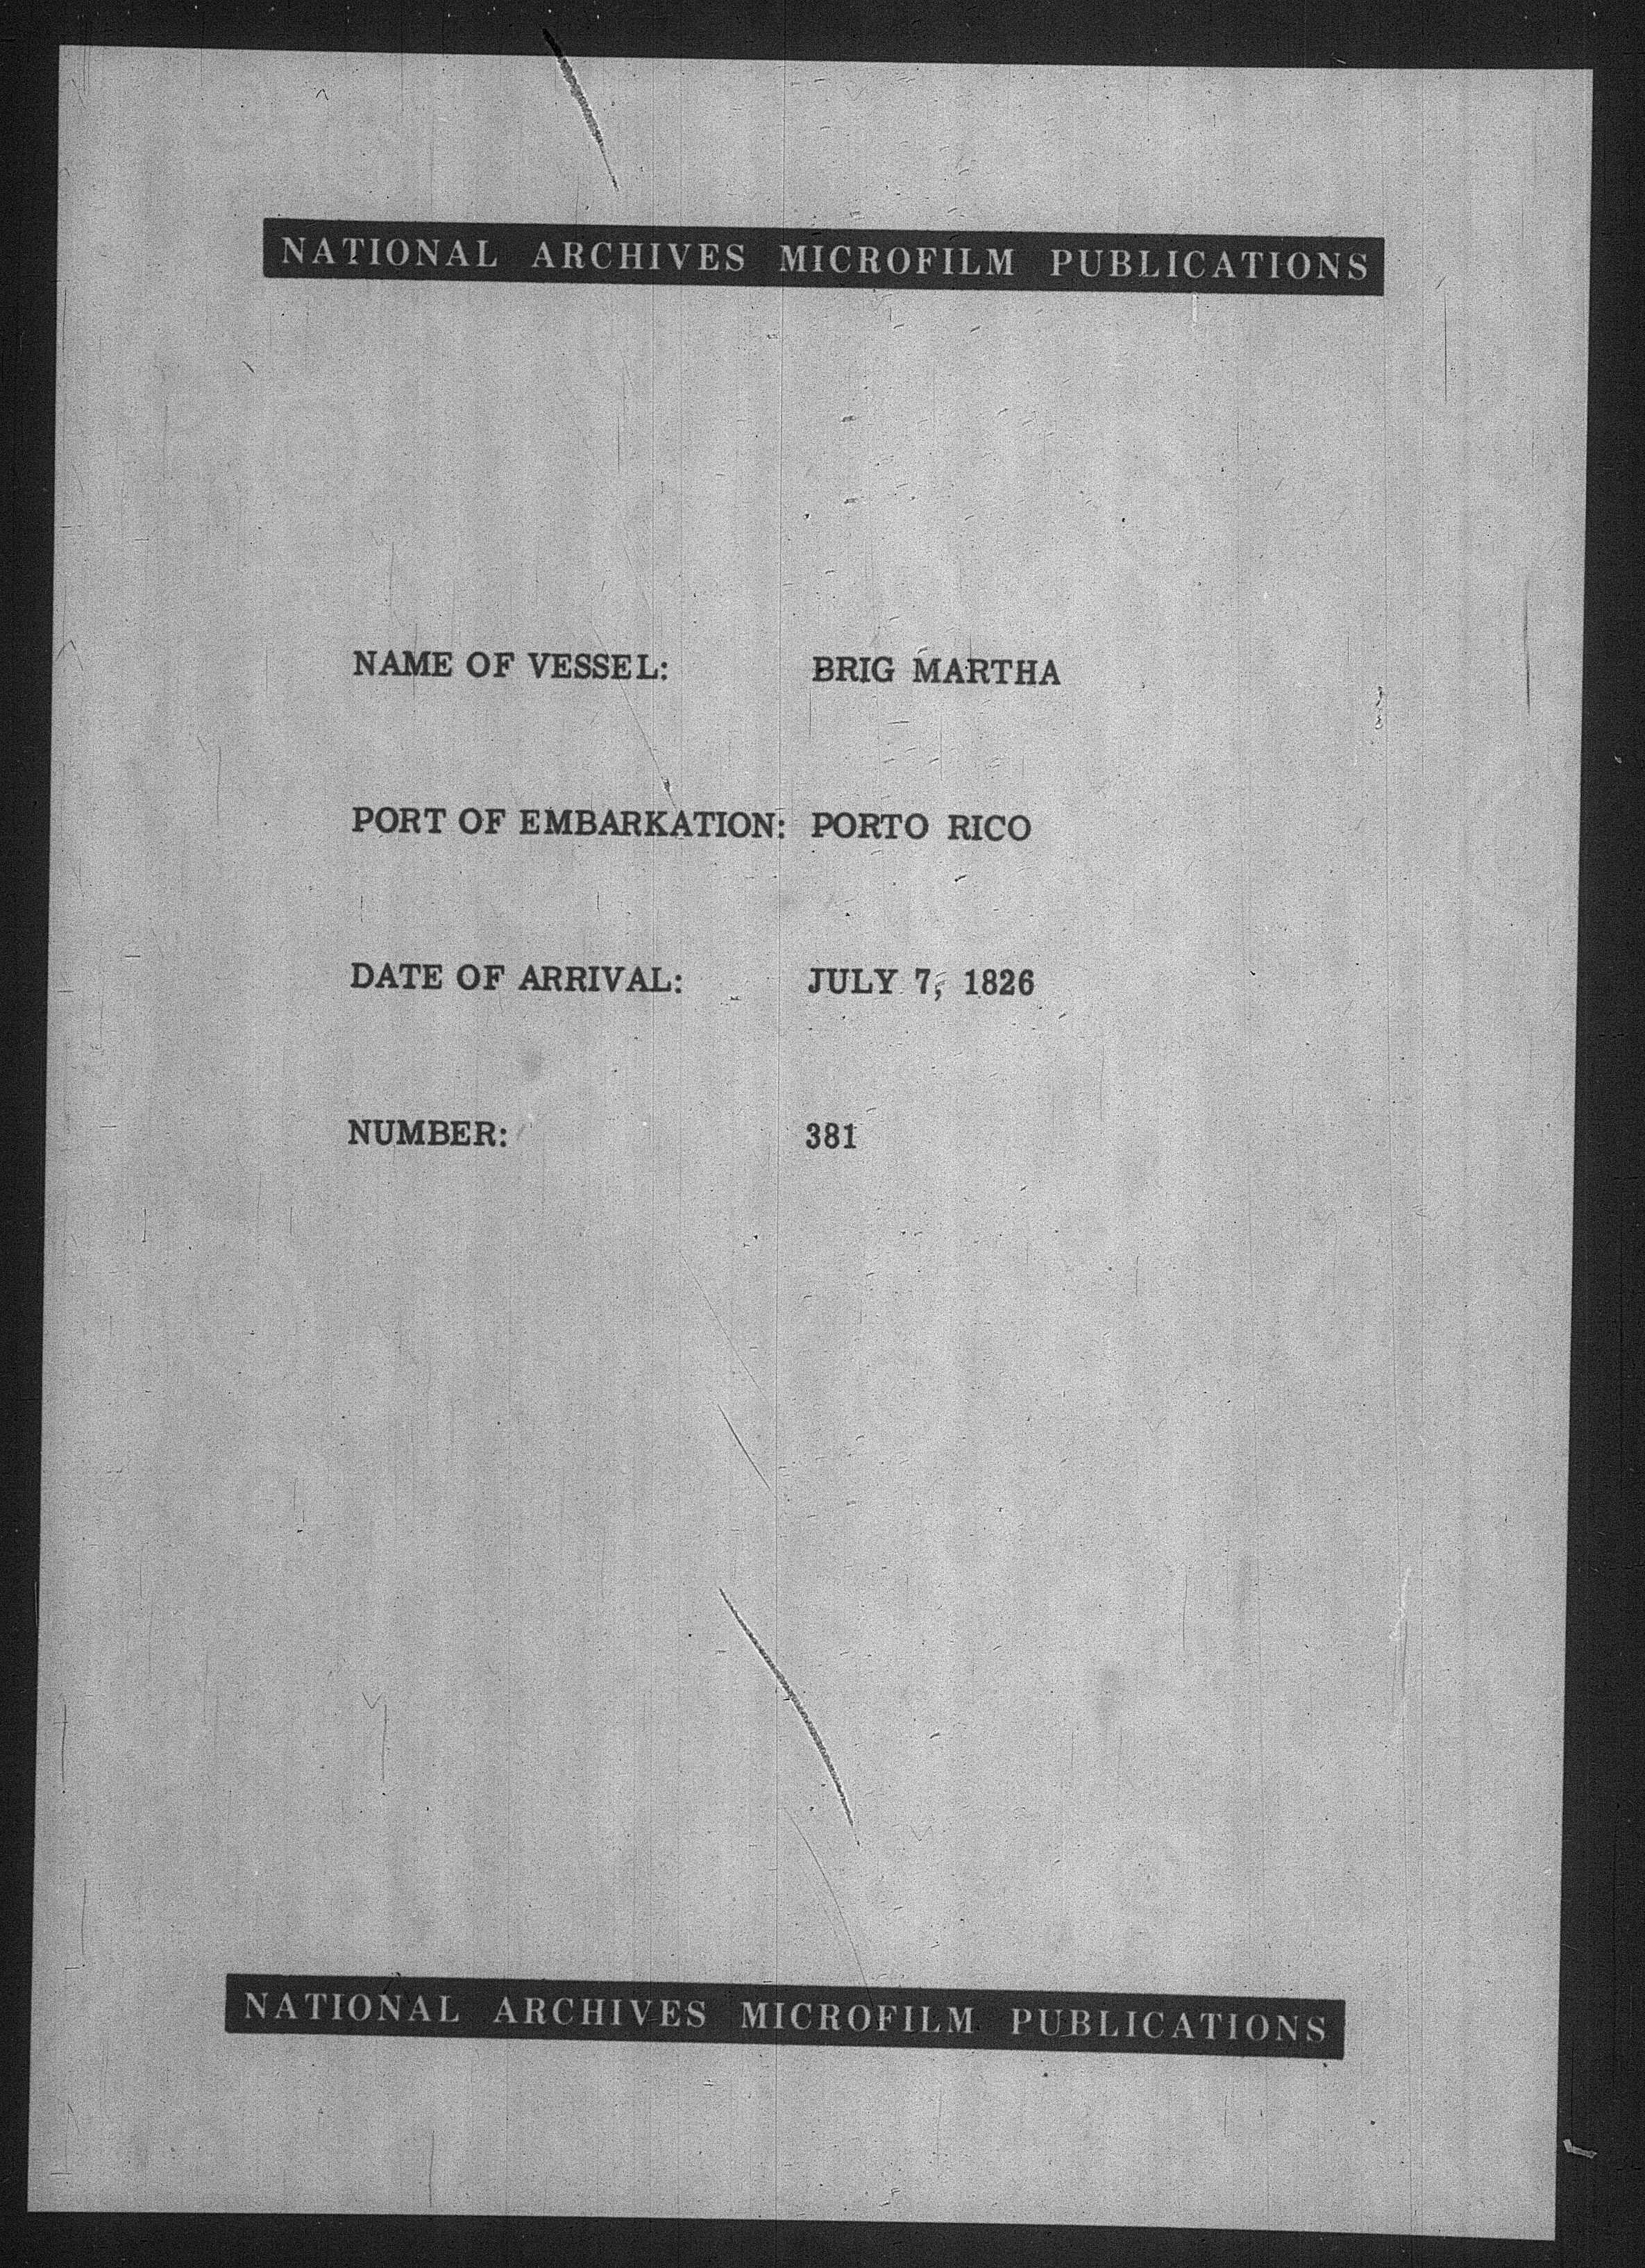 NATIONAL ARCHIVES MICROFILM PUBLICATIONS
NAME OF VESSEL: BRIG MARTHA
PORT OF EMBARKATION: PORTO RICO
DATE OF ARRIVAL: JULY 7, 1826
NUMBER: 381
NATIONAL ARCHIVES MICROFILM PUBLICATIONS